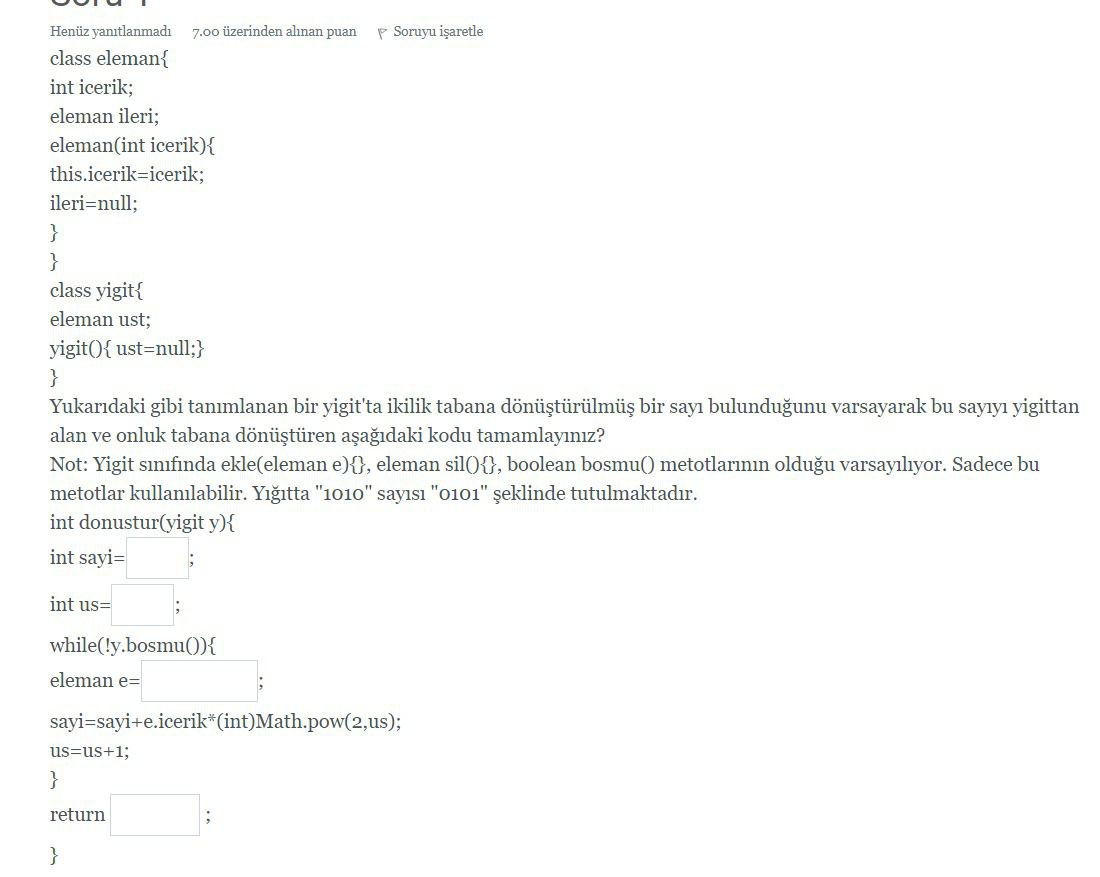 Henüz yanıtlanmadı 7.00 üzerinden alınan puan Soruyu işaretle
class eleman{
int icerik;
eleman ileri;
eleman(int icerik){
this.icerik=icerik;
ileri=null;
}
}
class yigit{
eleman ust;
yigit(){ ust=null;}
}
Yukarıdaki gibi tanımlanan bir yigit'ta ikilik tabana dönüştürülmüş bir sayı bulunduğunu varsayarak bu sayıyı yigittan
alan ve onluk tabana dönüştüren aşağıdaki kodu tamamlayınız?
Not: Yigit sınıfında ekle(eleman e){}, eleman sil(){}, boolean bosmu() metotlarının olduğu varsayılıyor. Sadece bu
metotlar kullanılabilir. Yığıtta "1010" sayısı "0101" şeklinde tutulmaktadır.
int donustur(yigit y){
int sayi= ;
int us= ;
while(!y.bosmu()){
eleman e= ;
sayi=sayi+e.icerik*(int)Math.pow(2,us);
us=us+1;
}
return ;
}